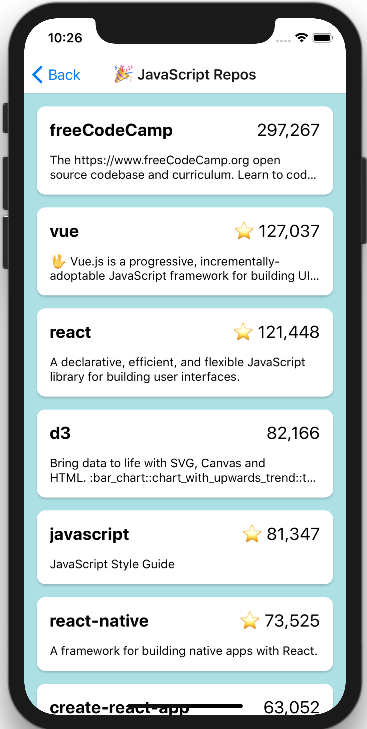 10:26
Back 🎉 JavaScript Repos
freeCodeCamp 297,267
The https://www.freeCodeCamp.org open
source codebase and curriculum. Learn to cod...
vue ⭐ 127,037
🖖 Vue.js is a progressive, incrementally-
adoptable JavaScript framework for building UI...
react ⭐ 121,448
A declarative, efficient, and flexible JavaScript
library for building user interfaces.
d3 82,166
Bring data to life with SVG, Canvas and
HTML. :bar_chart::chart_with_upwards_trend::t...
javascript ⭐ 81,347
JavaScript Style Guide
react-native ⭐ 73,525
A framework for building native apps with React.
create-react-app 63,052